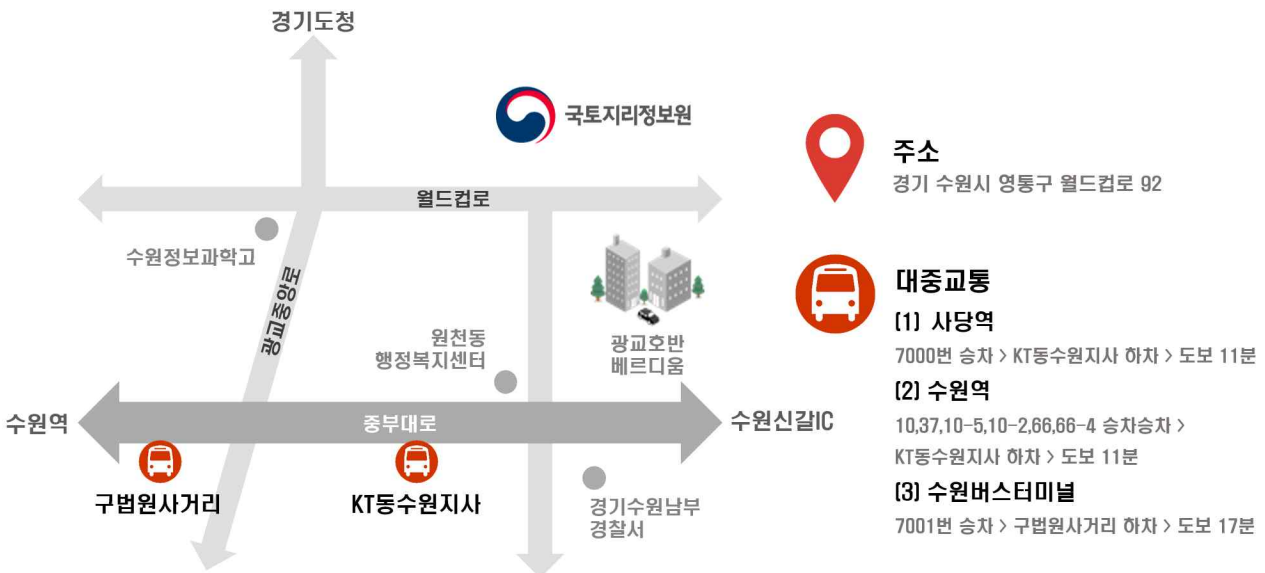 경기도청
국토지리정보원
월드컵로
수원정보과학고
광교중앙로
원천동
행정복지센터
광교호반
베르디움
수원역
중부대로
수원신갈IC
구법원사거리
KT동수원지사
경기수원남부
경찰서
주소
경기 수원시 영통구 월드컵로 92
대중교통
(1) 사당역
7000번 승차 > KT동수원지사 하차 > 도보 11분
(2) 수원역
10,37,10-5,10-2,66,66-4 승차승차 >
KT동수원지사 하차 > 도보 11분
(3) 수원버스터미널
7001번 승차 > 구법원사거리 하차 > 도보 17분